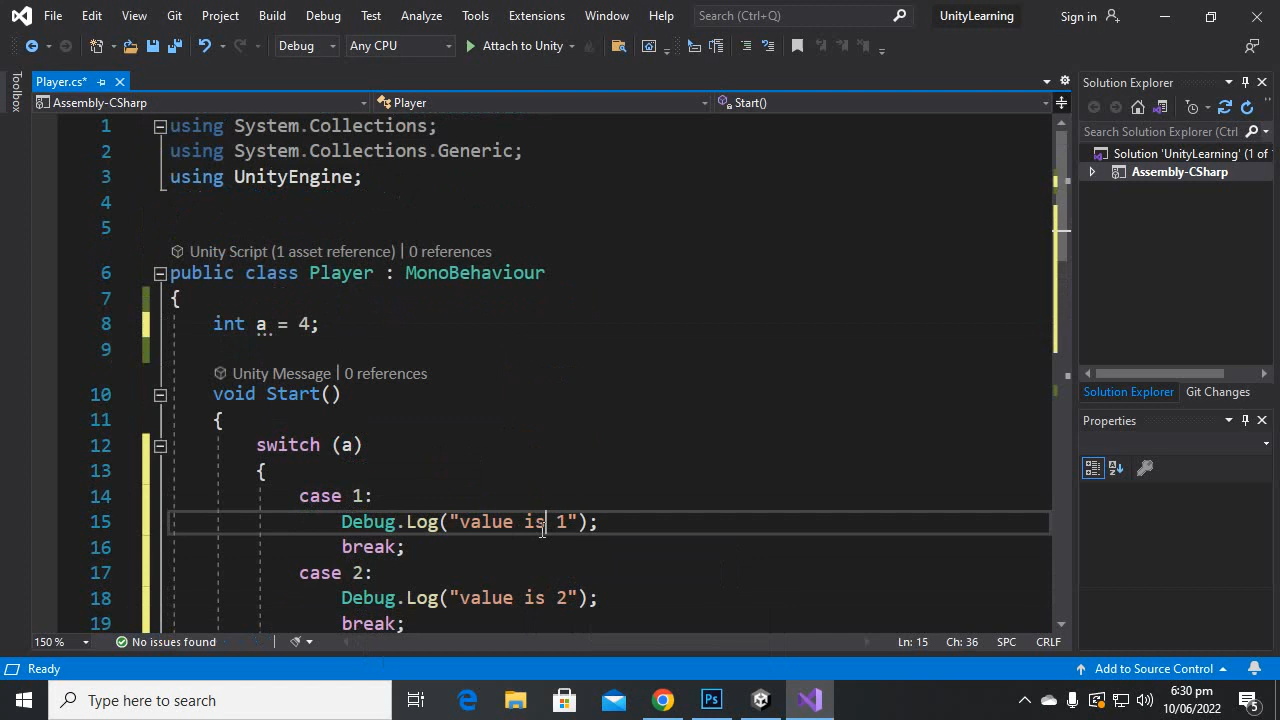 File Edit View Git Project Build Debug Test Analyze Tools Extensions Window Help Search (Ctrl+Q) UnityLearning Sign in
Debug Any CPU Attach to Unity
Toolbox
Player.cs*
Assembly-CSharp Player Start()
1 using System.Collections;
2 using System.Collections.Generic;
3 using UnityEngine;
4
5
Unity Script (1 asset reference) | 0 references
6 public class Player : MonoBehaviour
7 {
8 int a = 4;
9
Unity Message | 0 references
10 void Start()
11 {
12 switch (a)
13 {
14 case 1:
15 Debug.Log("value is 1");
16 break;
17 case 2:
18 Debug.Log("value is 2");
19 break;
150 % No issues found Ln: 15 Ch: 36 SPC CRLF
Solution Explorer
Search Solution Explorer (Ctrl
Solution 'UnityLearning' (1 of
Assembly-CSharp
Solution Explorer Git Changes
Properties
Ready Add to Source Control
Type here to search Ps 6:30 pm
10/06/2022 5